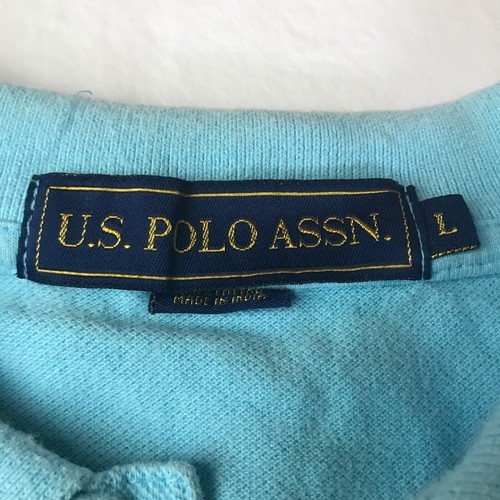 U.S. POLO ASSN.
L
MADE IN INDIA